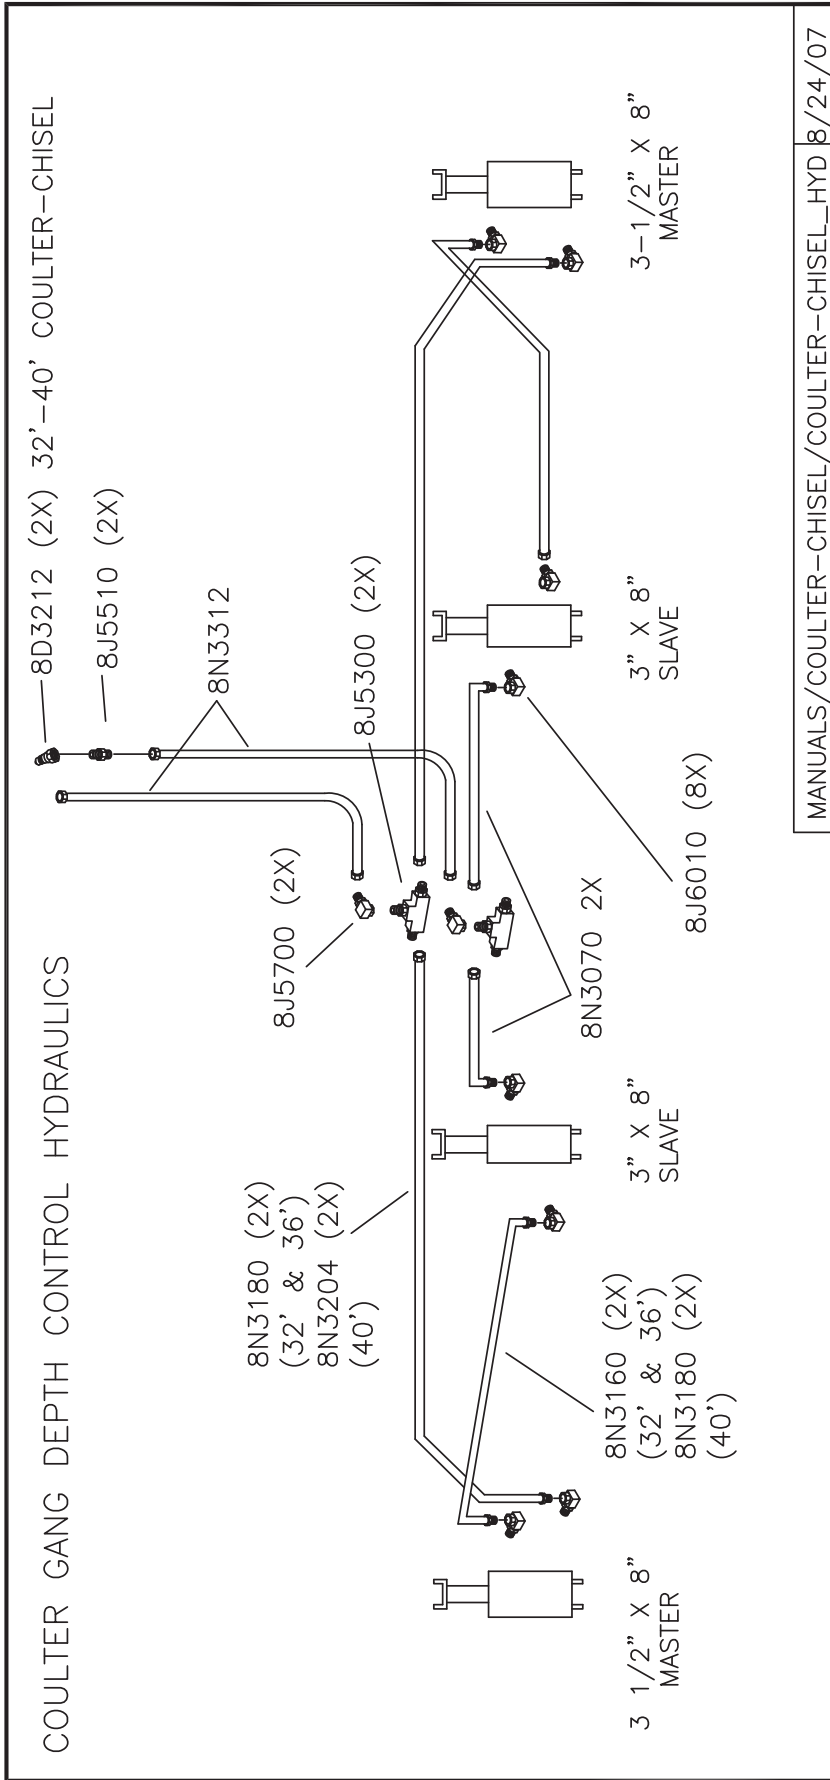 COULTER GANG DEPTH CONTROL HYDRAULICS
8D3212 (2X) 32'-40' COULTER-CHISEL
8J5510 (2X)
8N3312
8J5700 (2X)
8J5300 (2X)
8N3180 (2X)
(32' & 36')
8N3204 (2X)
(40')
8N3070 2X
8J6010 (8X)
8N3160 (2X)
(32' & 36')
8N3180 (2X)
(40')
3 1/2" X 8"
MASTER
3" X 8"
SLAVE
3" X 8"
SLAVE
3-1/2" X 8"
MASTER
MANUALS/COULTER-CHISEL/COULTER-CHISEL_HYD 8/24/07